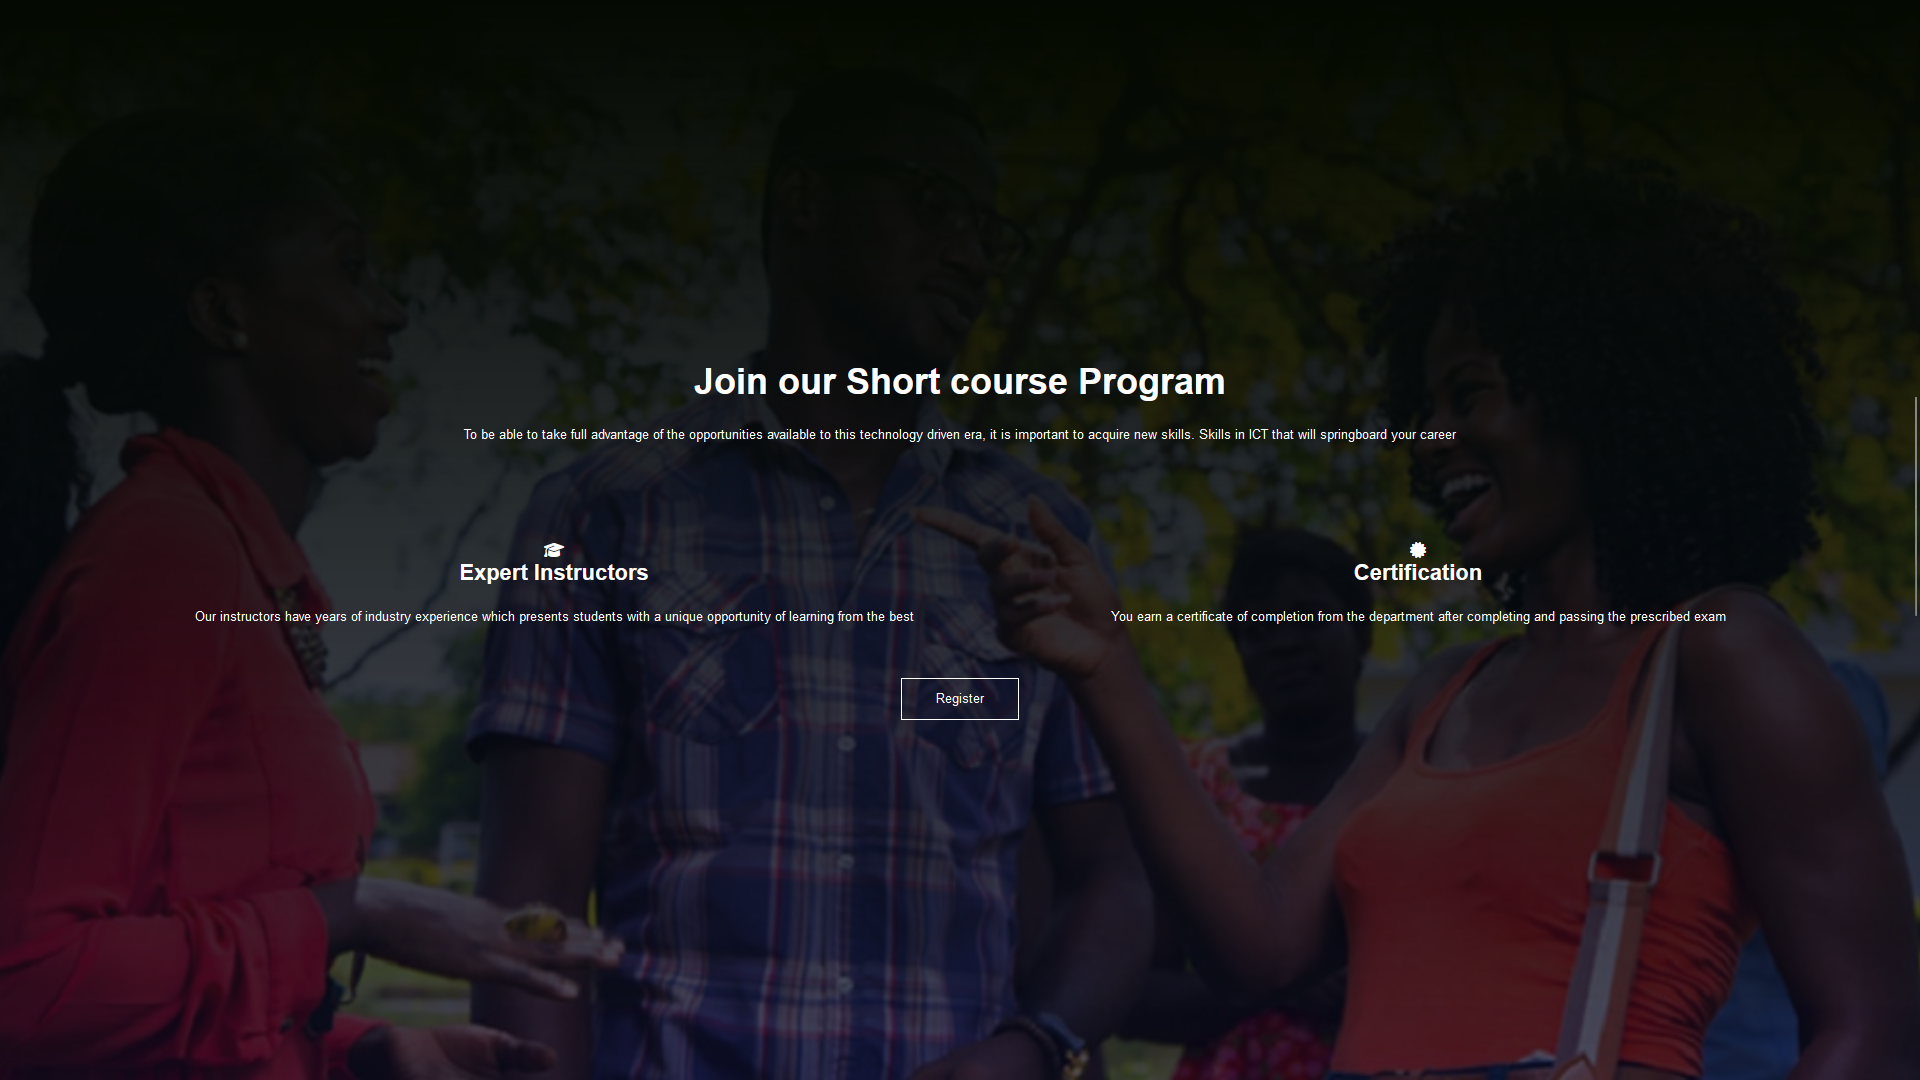 Join our Short course Program
To be able to take full advantage of the opportunities available to this technology driven era, it is important to acquire new skills. Skills in ICT that will springboard your career
Expert Instructors
Our instructors have years of industry experience which presents students with a unique opportunity of learning from the best
Certification
You earn a certificate of completion from the department after completing and passing the prescribed exam
Register